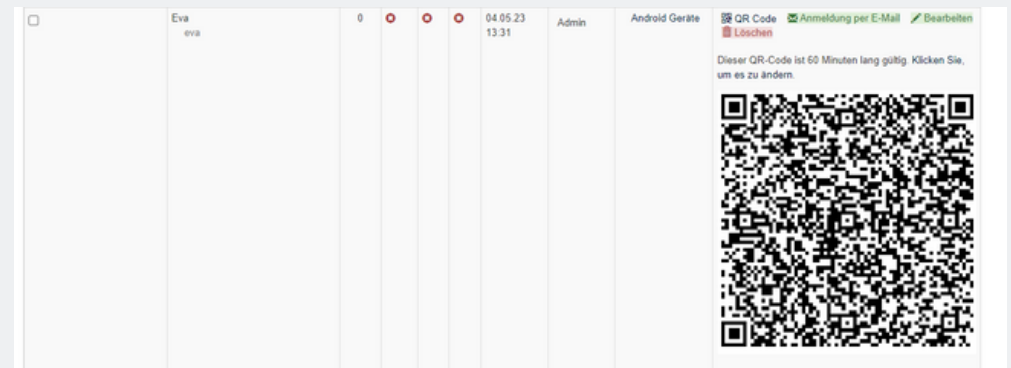 Eva
eva
0
04.05.23
13:31
Admin
Android Geräte
QR Code Anmeldung per E-Mail Bearbeiten
Löschen
Dieser QR-Code ist 60 Minuten lang gültig. Klicken Sie,
um es zu ändern.